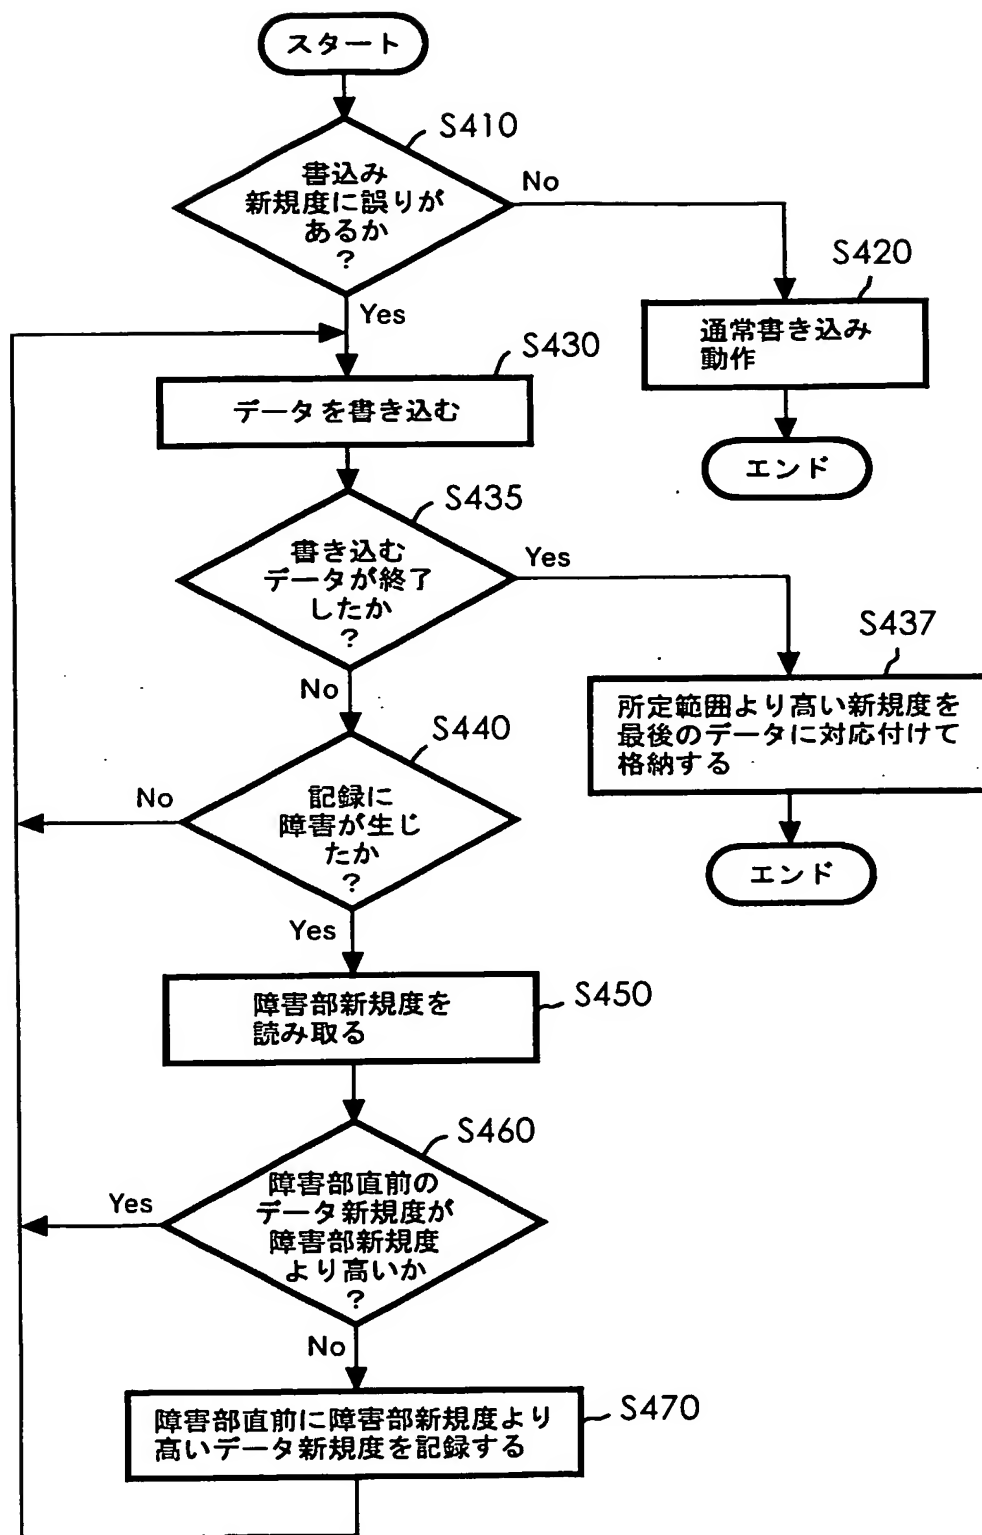 スタート
S410
書込み
新規度に誤りが
あるか
?
No
Yes
S420
通常書き込み
動作
エンド
S430
データを書き込む
S435
書き込む
データが終了
したか
?
Yes
No
S437
所定範囲より高い新規度を
最後のデータに対応付けて
格納する
エンド
S440
記録に
障害が生じ
たか
?
No
Yes
S450
障害部新規度を
読み取る
S460
障害部直前の
データ新規度が
障害部新規度
より高いか
?
Yes
No
S470
障害部直前に障害部新規度より
高いデータ新規度を記録する